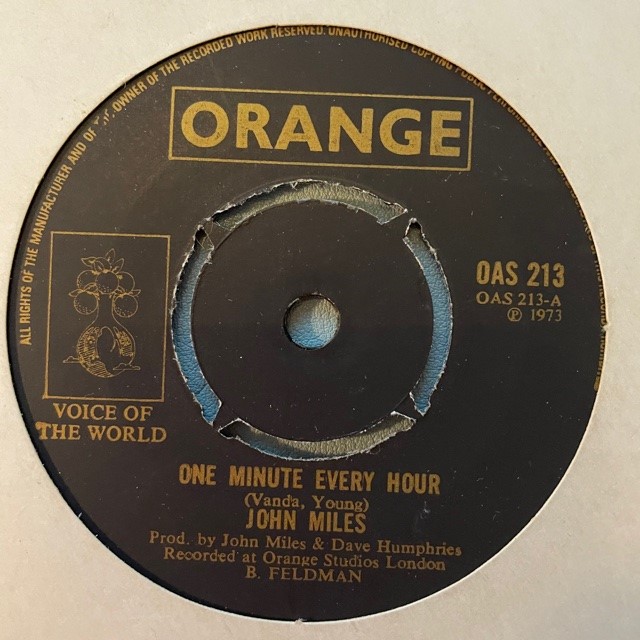 ALL RIGHTS OF THE MANUFACTURER AND OF THE OWNER OF THE RECORDED WORK RESERVED. UNAUTHORISED COPYING PUBLIC
ORANGE
OAS 213
OAS 213-A
℗ 1973
VOICE OF
THE WORLD
ONE MINUTE EVERY HOUR
(Vanda, Young)
JOHN MILES
Prod. by John Miles & Dave Humphries
Recorded at Orange Studios London
B. FELDMAN